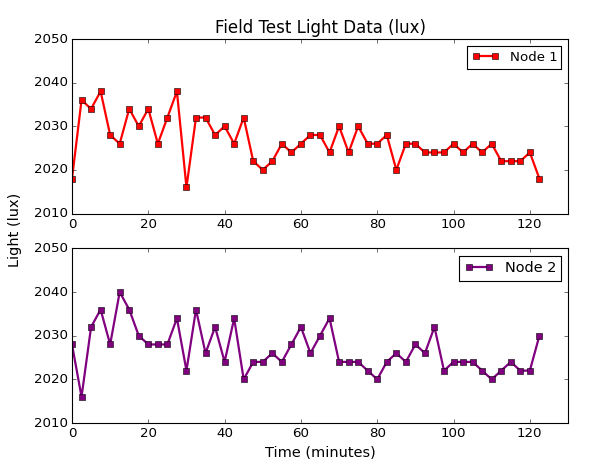 Field Test Light Data (lux)
2050
2040
2030
2020
2010
Node 1
0 20 40 60 80 100 120
Light (lux)
2050
2040
2030
2020
2010
Node 2
0 20 40 60 80 100 120
Time (minutes)